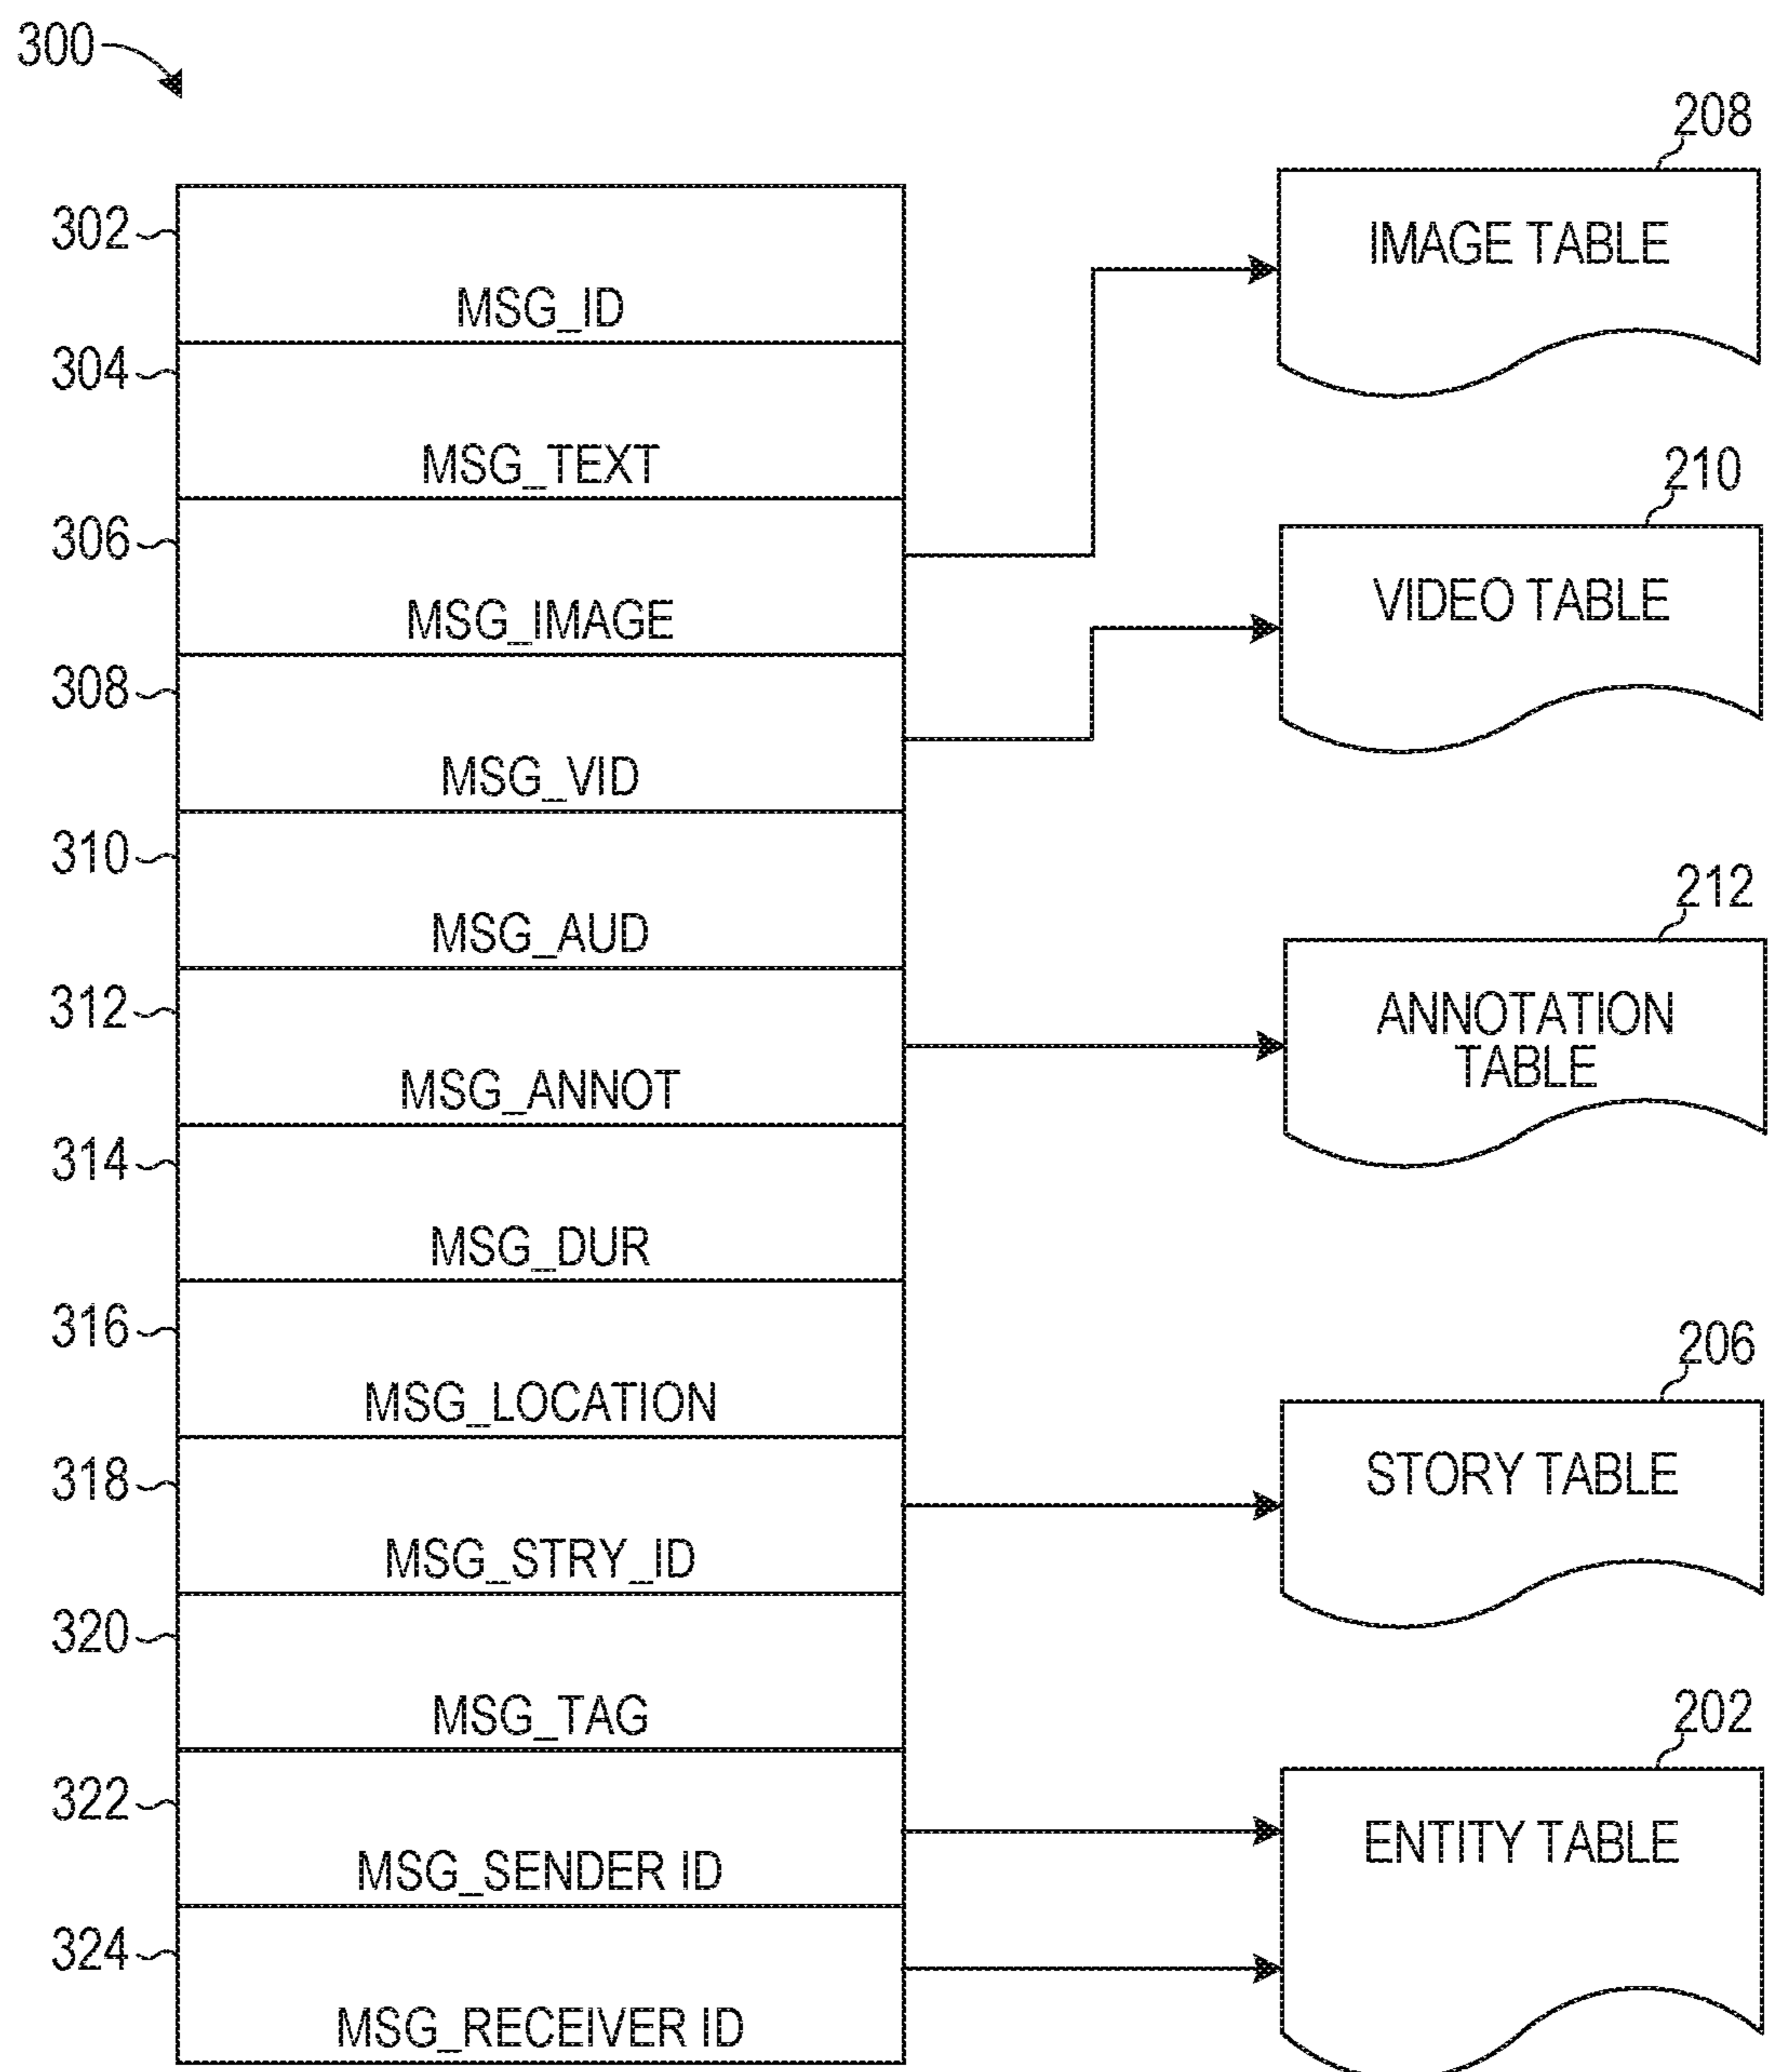 300
208
302
IMAGE TABLE
MSG_ID
304
MSG_TEXT
210
306
VIDEO TABLE
MSG_IMAGE
308
MSG_VID
310
212
MSG_AUD
312
ANNOTATION
TABLE
MSG_ANNOT
314
MSG_DUR
316
206
MSG_LOCATION
318
STORY TABLE
MSG_STRY_ID
320
202
MSG_TAG
322
ENTITY TABLE
MSG_SENDER ID
324
MSG_RECEIVER ID